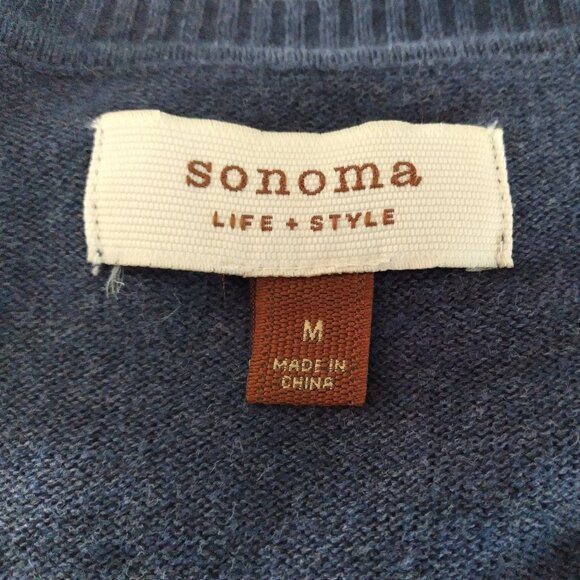 sonoma
LIFE + STYLE
M
MADE IN
CHINA